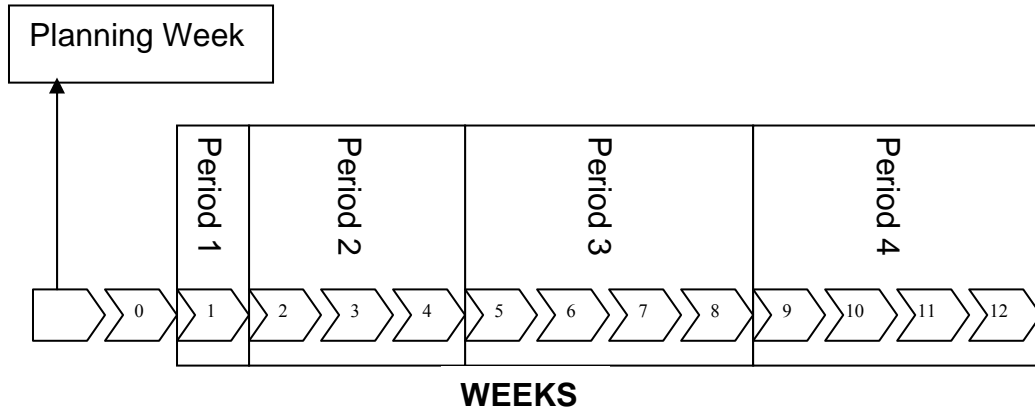 Planning Week
Period 1
Period 2
Period 3
Period 4
0 1 2 3 4 5 6 7 8 9 10 11 12
WEEKS